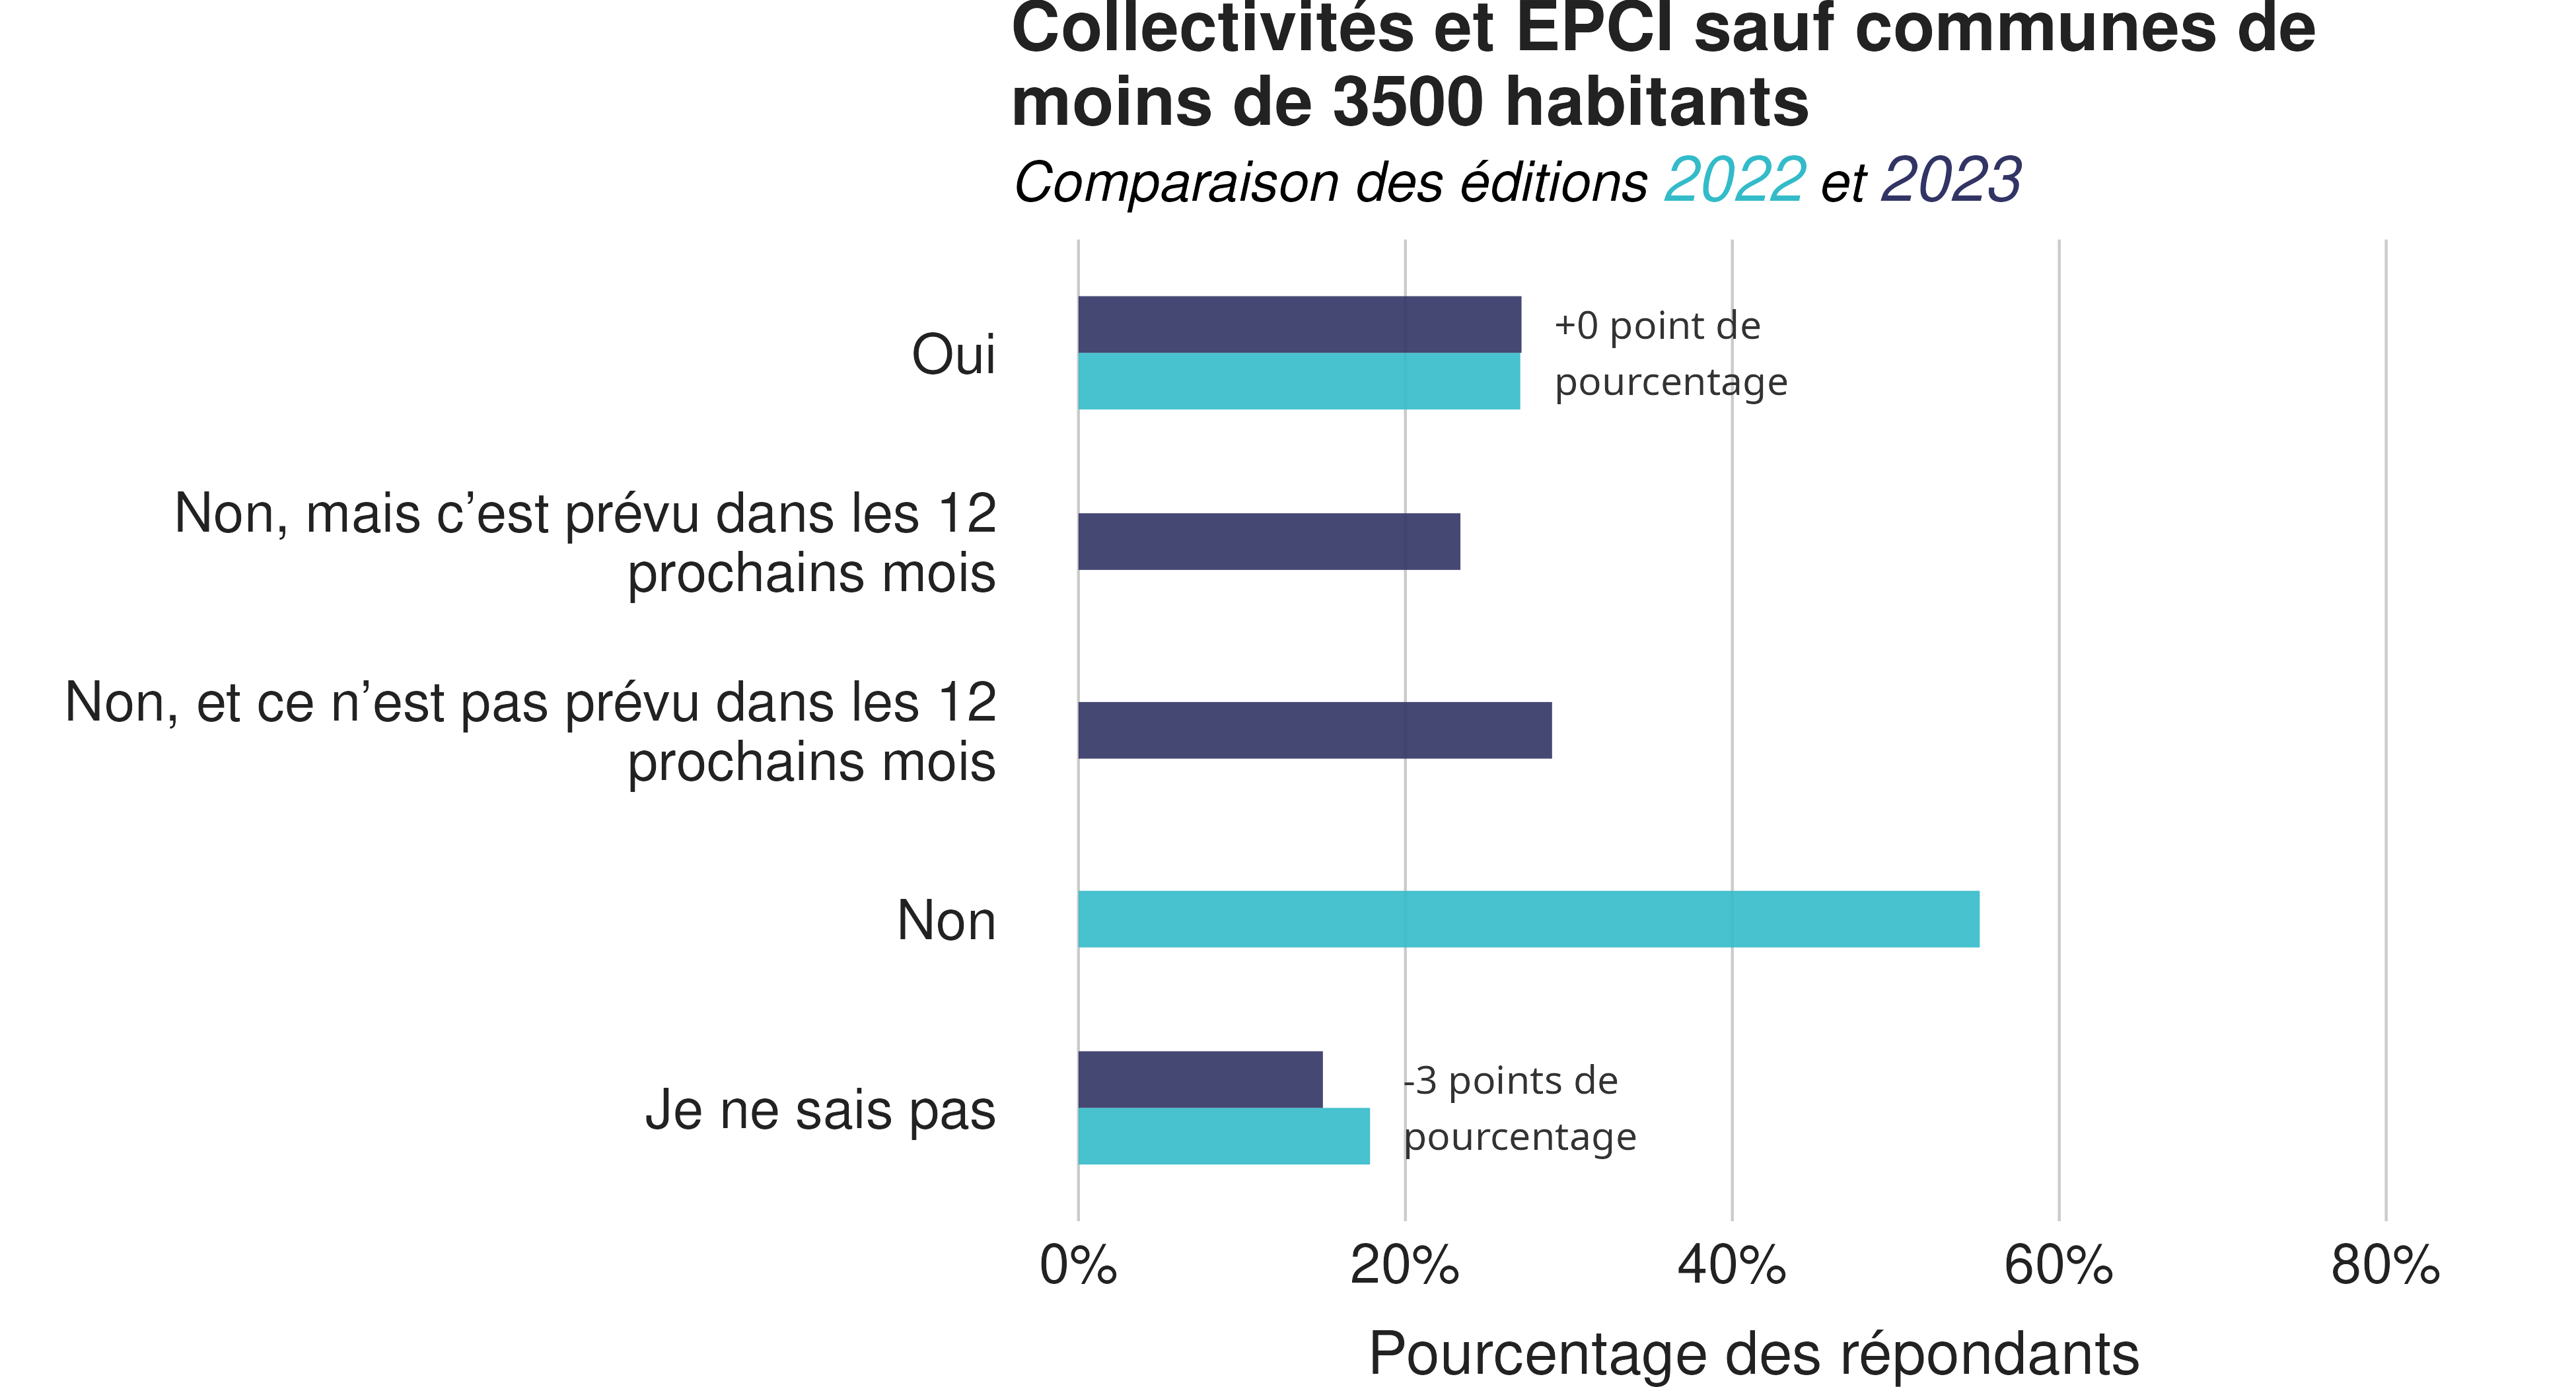 Collectivités et EPCI sauf communes de
moins de 3500 habitants
Comparaison des éditions 2022 et 2023
Oui
+0 point de
pourcentage
Non, mais c’est prévu dans les 12
prochains mois
Non, et ce n’est pas prévu dans les 12
prochains mois
Non
Je ne sais pas
-3 points de
pourcentage
0% 20% 40% 60% 80%
Pourcentage des répondants